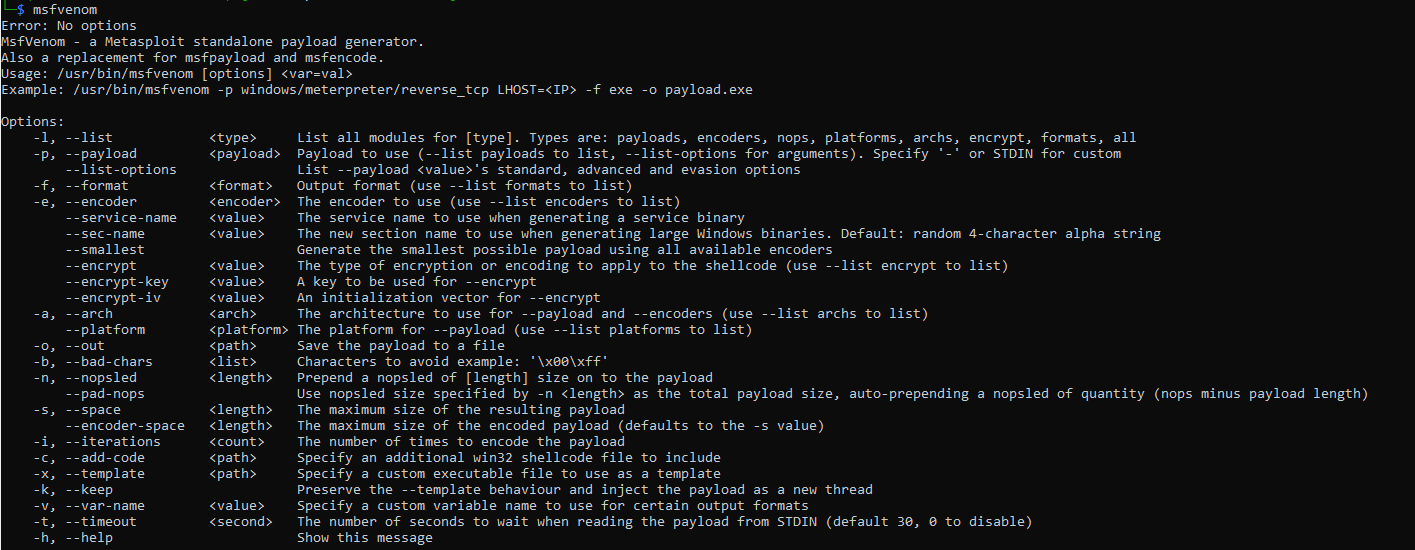 └─$ msfvenom
Error: No options
MsfVenom - a Metasploit standalone payload generator.
Also a replacement for msfpayload and msfencode.
Usage: /usr/bin/msfvenom [options] <var=val>
Example: /usr/bin/msfvenom -p windows/meterpreter/reverse_tcp LHOST=<IP> -f exe -o payload.exe

Options:
    -l, --list            <type>     List all modules for [type]. Types are: payloads, encoders, nops, platforms, archs, encrypt, formats, all
    -p, --payload         <payload>  Payload to use (--list payloads to list, --list-options for arguments). Specify '-' or STDIN for custom
        --list-options               List --payload <value>'s standard, advanced and evasion options
    -f, --format          <format>   Output format (use --list formats to list)
    -e, --encoder         <encoder>  The encoder to use (use --list encoders to list)
        --service-name    <value>    The service name to use when generating a service binary
        --sec-name        <value>    The new section name to use when generating large Windows binaries. Default: random 4-character alpha string
        --smallest                   Generate the smallest possible payload using all available encoders
        --encrypt         <value>    The type of encryption or encoding to apply to the shellcode (use --list encrypt to list)
        --encrypt-key     <value>    A key to be used for --encrypt
        --encrypt-iv      <value>    An initialization vector for --encrypt
    -a, --arch            <arch>     The architecture to use for --payload and --encoders (use --list archs to list)
        --platform        <platform> The platform for --payload (use --list platforms to list)
    -o, --out             <path>     Save the payload to a file
    -b, --bad-chars       <list>     Characters to avoid example: '\x00\xff'
    -n, --nopsled         <length>   Prepend a nopsled of [length] size on to the payload
        --pad-nops                   Use nopsled size specified by -n <length> as the total payload size, auto-prepending a nopsled of quantity (nops minus payload length)
    -s, --space           <length>   The maximum size of the resulting payload
        --encoder-space   <length>   The maximum size of the encoded payload (defaults to the -s value)
    -i, --iterations      <count>    The number of times to encode the payload
    -c, --add-code        <path>     Specify an additional win32 shellcode file to include
    -x, --template        <path>     Specify a custom executable file to use as a template
    -k, --keep                       Preserve the --template behaviour and inject the payload as a new thread
    -v, --var-name        <value>    Specify a custom variable name to use for certain output formats
    -t, --timeout         <second>   The number of seconds to wait when reading the payload from STDIN (default 30, 0 to disable)
    -h, --help                       Show this message